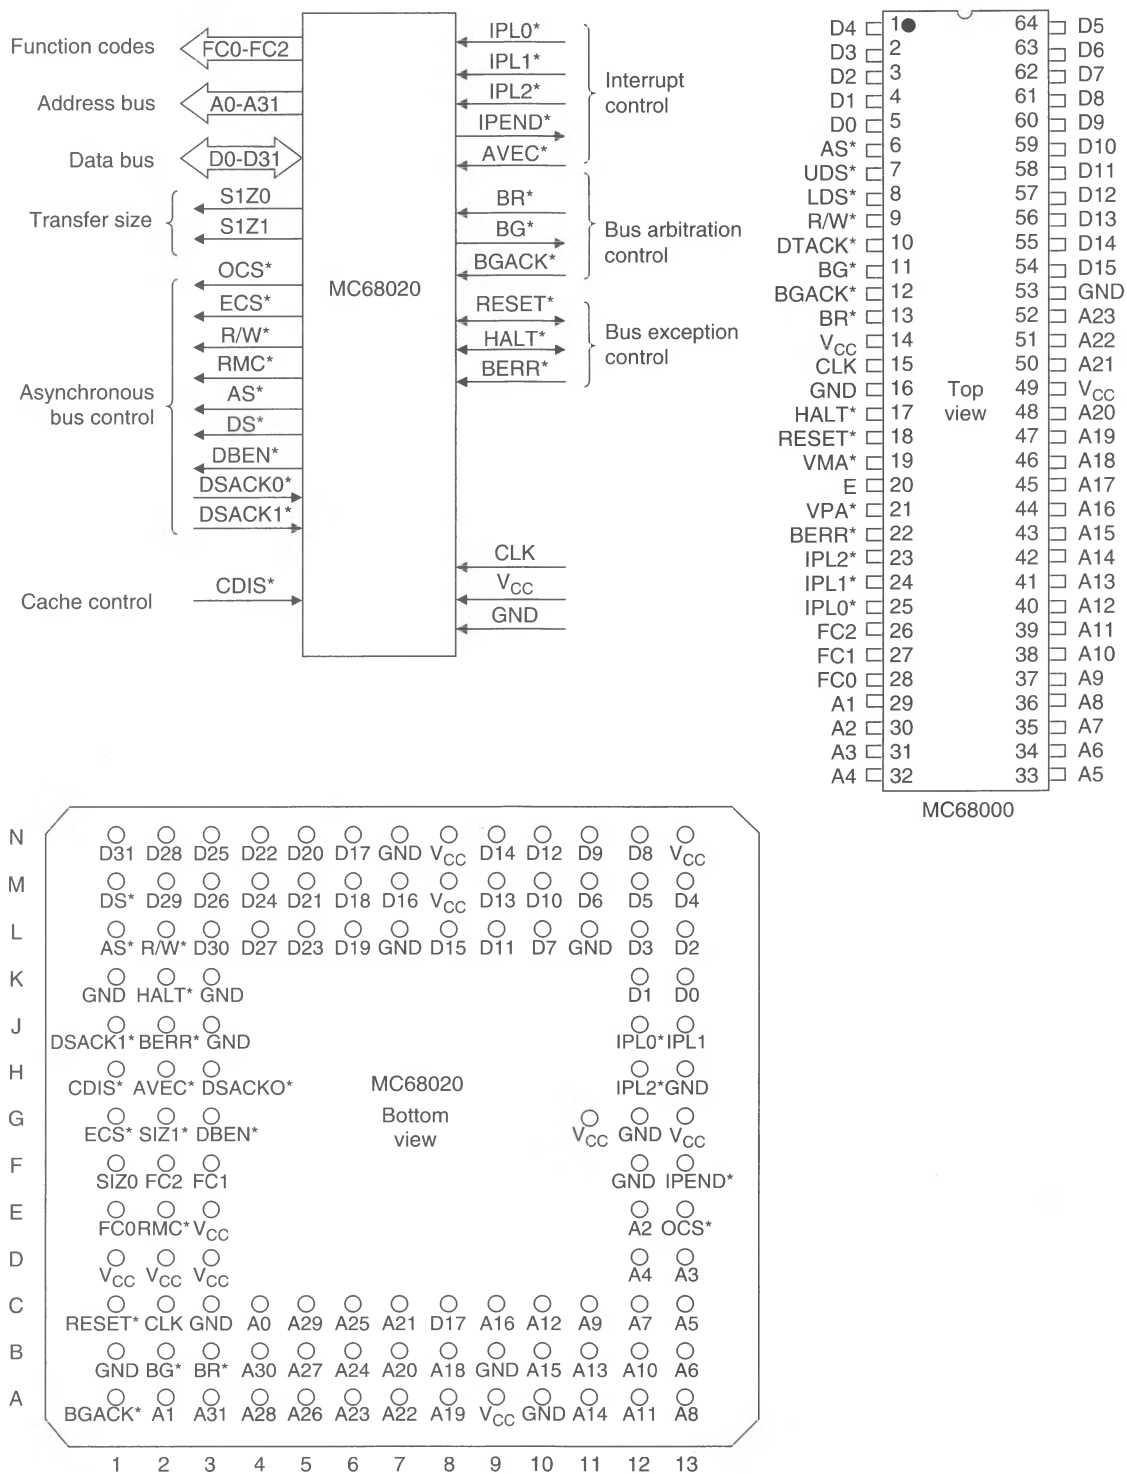 Function codes
FC0-FC2
Address bus
A0-A31
Data bus
D0-D31
Transfer size
S1Z0
S1Z1
Asynchronous
bus control
OCS*
ECS*
R/W*
RMC*
AS*
DS*
DBEN*
DSACK0*
DSACK1*
Cache control
CDIS*
MC68020
IPL0*
IPL1*
IPL2*
IPEND*
AVEC*
Interrupt
control
BR*
BG*
BGACK*
Bus arbitration
control
RESET*
HALT*
BERR*
Bus exception
control
CLK
VCC
GND
D4 1 64 D5
D3 2 63 D6
D2 3 62 D7
D1 4 61 D8
D0 5 60 D9
AS* 6 59 D10
UDS* 7 58 D11
LDS* 8 57 D12
R/W* 9 56 D13
DTACK* 10 55 D14
BG* 11 54 D15
BGACK* 12 53 GND
BR* 13 52 A23
VCC 14 51 A22
CLK 15 50 A21
GND 16 Top 49 VCC
HALT* 17 view 48 A20
RESET* 18 47 A19
VMA* 19 46 A18
E 20 45 A17
VPA* 21 44 A16
BERR* 22 43 A15
IPL2* 23 42 A14
IPL1* 24 41 A13
IPL0* 25 40 A12
FC2 26 39 A11
FC1 27 38 A10
FC0 28 37 A9
A1 29 36 A8
A2 30 35 A7
A3 31 34 A6
A4 32 33 A5
MC68000
N D31 D28 D25 D22 D20 D17 GND VCC D14 D12 D9 D8 VCC
M DS* D29 D26 D24 D21 D18 D16 VCC D13 D10 D6 D5 D4
L AS* R/W* D30 D27 D23 D19 GND D15 D11 D7 GND D3 D2
K GND HALT* GND D1 D0
J DSACK1* BERR* GND IPL0* IPL1
H CDIS* AVEC* DSACKO* IPL2* GND
MC68020
Bottom
view
G ECS* SIZ1* DBEN* VCC GND VCC
F SIZ0 FC2 FC1 GND IPEND*
E FC0 RMC* VCC A2 OCS*
D VCC VCC VCC A4 A3
C RESET* CLK GND A0 A29 A25 A21 D17 A16 A12 A9 A7 A5
B GND BG* BR* A30 A27 A24 A20 A18 GND A15 A13 A10 A6
A BGACK* A1 A31 A28 A26 A23 A22 A19 VCC GND A14 A11 A8
1 2 3 4 5 6 7 8 9 10 11 12 13